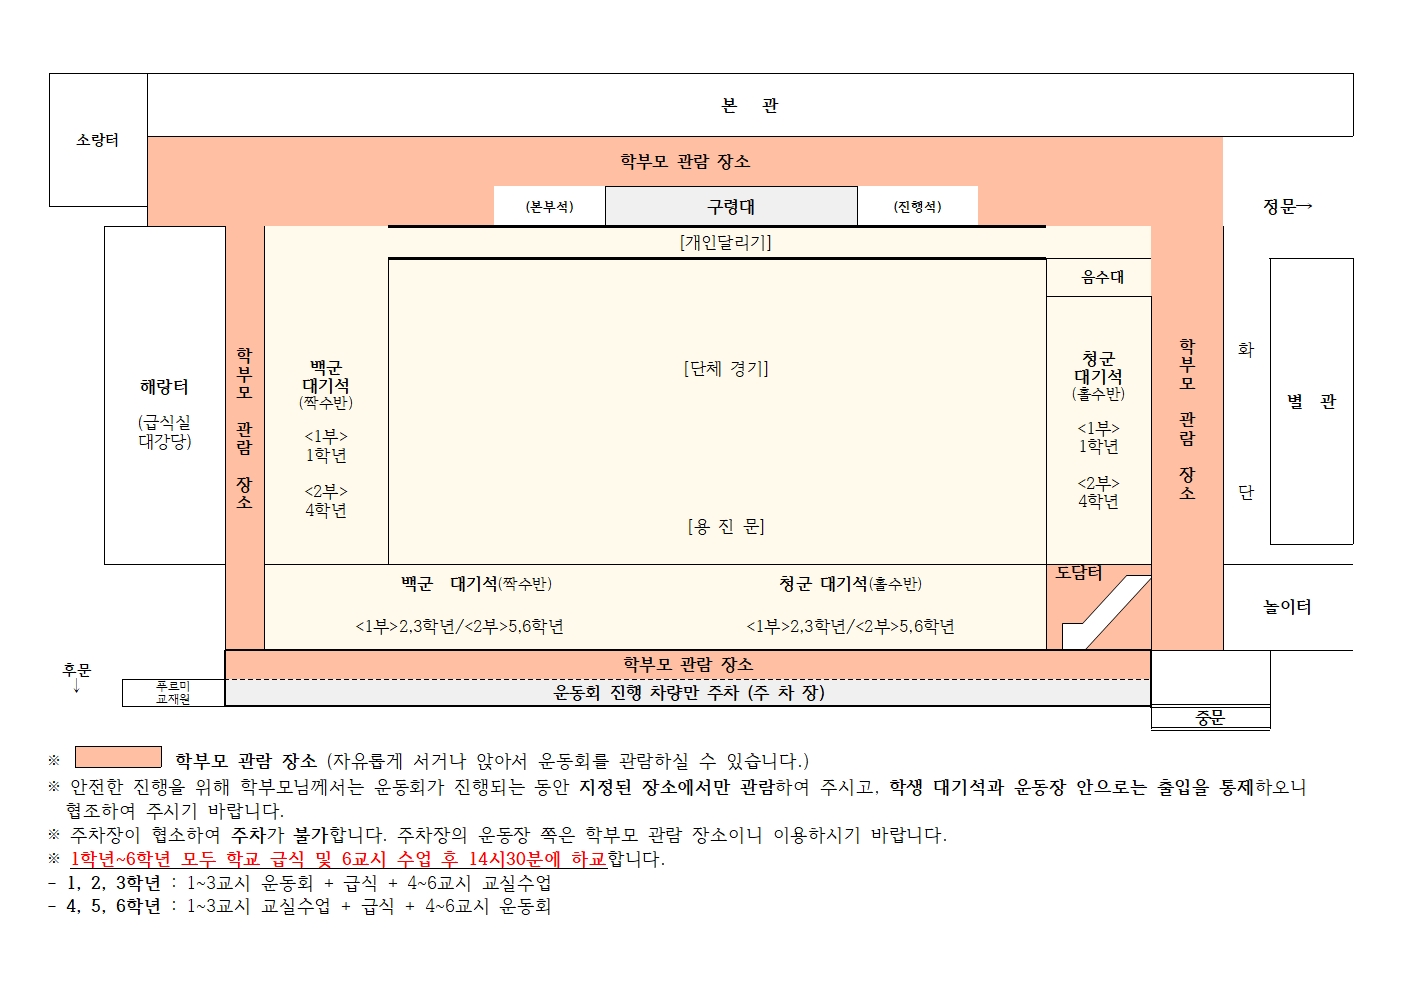 본 관
소랑터
학부모 관람 장소
(본부석)
구령대
(진행석)
정문→
[개인달리기]
음수대
해랑터
(급식실
대강당)
학부모 관람 장소
백군
대기석
(짝수반)
<1부>
1학년
<2부>
4학년
[단체 경기]
[용 진 문]
청군
대기석
(홀수반)
<1부>
1학년
<2부>
4학년
학부모 관람 장소
화 단
별 관
백군 대기석(짝수반)
<1부>2,3학년/<2부>5,6학년
청군 대기석(홀수반)
<1부>2,3학년/<2부>5,6학년
도담터
놀이터
학부모 관람 장소
후문
↓
푸르미
교재원
운동회 진행 차량만 주차 (주 차 장)
중문
※ 학부모 관람 장소 (자유롭게 서거나 앉아서 운동회를 관람하실 수 있습니다.)
※ 안전한 진행을 위해 학부모님께서는 운동회가 진행되는 동안 지정된 장소에서만 관람하여 주시고, 학생 대기석과 운동장 안으로는 출입을 통제하오니
협조하여 주시기 바랍니다.
※ 주차장이 협소하여 주차가 불가합니다. 주차장의 운동장 쪽은 학부모 관람 장소이니 이용하시기 바랍니다.
※ 1학년~6학년 모두 학교 급식 및 6교시 수업 후 14시30분에 하교합니다.
- 1, 2, 3학년 : 1~3교시 운동회 + 급식 + 4~6교시 교실수업
- 4, 5, 6학년 : 1~3교시 교실수업 + 급식 + 4~6교시 운동회